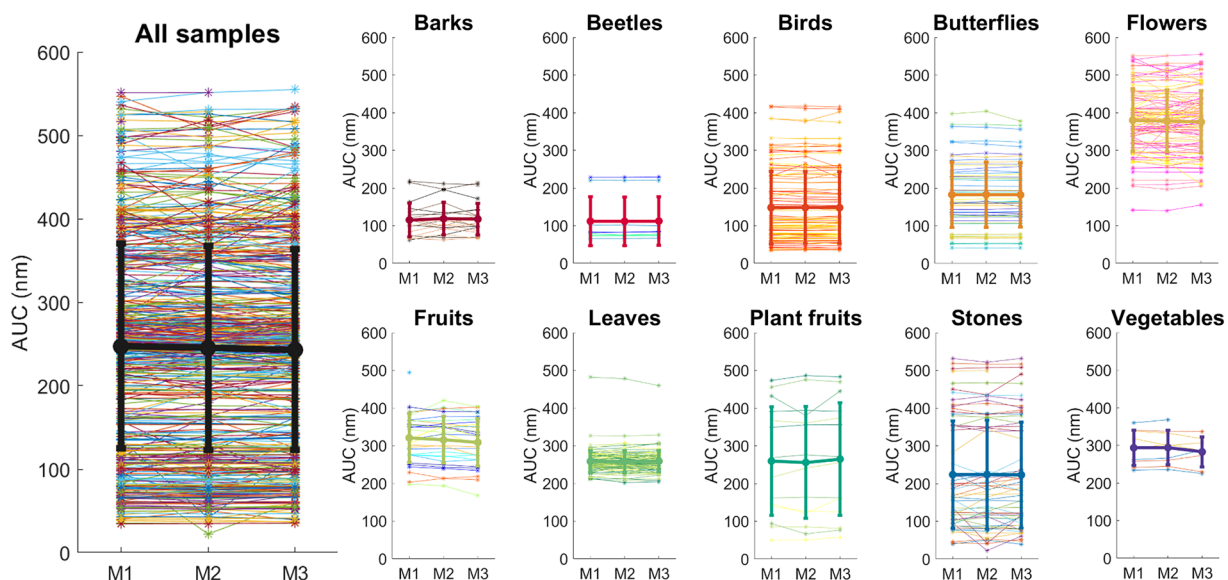 All samples
AUC (nm)
600
500
400
300
200
100
0
M1 M2 M3
Barks
AUC (nm)
600
500
400
300
200
100
0
M1 M2 M3
Beetles
AUC (nm)
600
500
400
300
200
100
0
M1 M2 M3
Birds
AUC (nm)
600
500
400
300
200
100
0
M1 M2 M3
Butterflies
AUC (nm)
600
500
400
300
200
100
0
M1 M2 M3
Flowers
AUC (nm)
600
500
400
300
200
100
0
M1 M2 M3
Fruits
AUC (nm)
600
500
400
300
200
100
0
M1 M2 M3
Leaves
AUC (nm)
600
500
400
300
200
100
0
M1 M2 M3
Plant fruits
AUC (nm)
600
500
400
300
200
100
0
M1 M2 M3
Stones
AUC (nm)
600
500
400
300
200
100
0
M1 M2 M3
Vegetables
AUC (nm)
600
500
400
300
200
100
0
M1 M2 M3